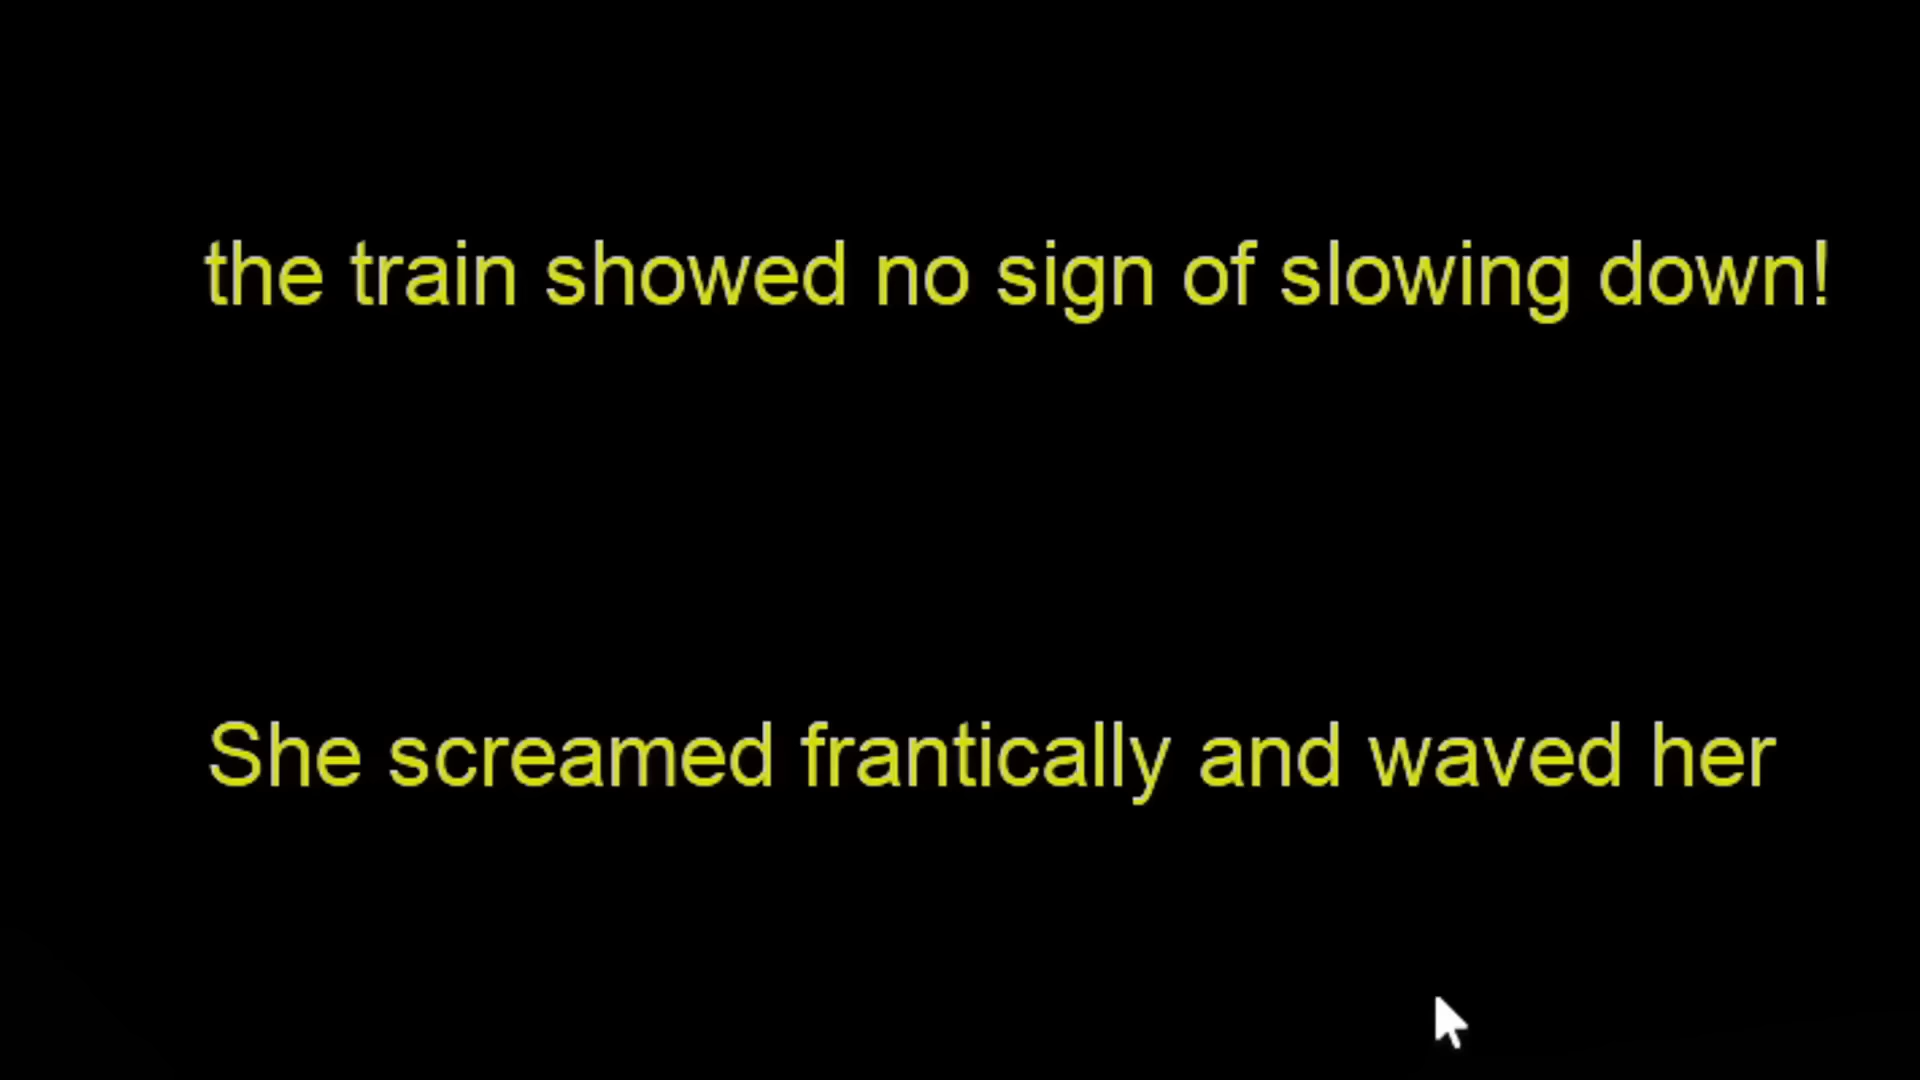 the train showed no sign of slowing down!
She screamed frantically and waved her